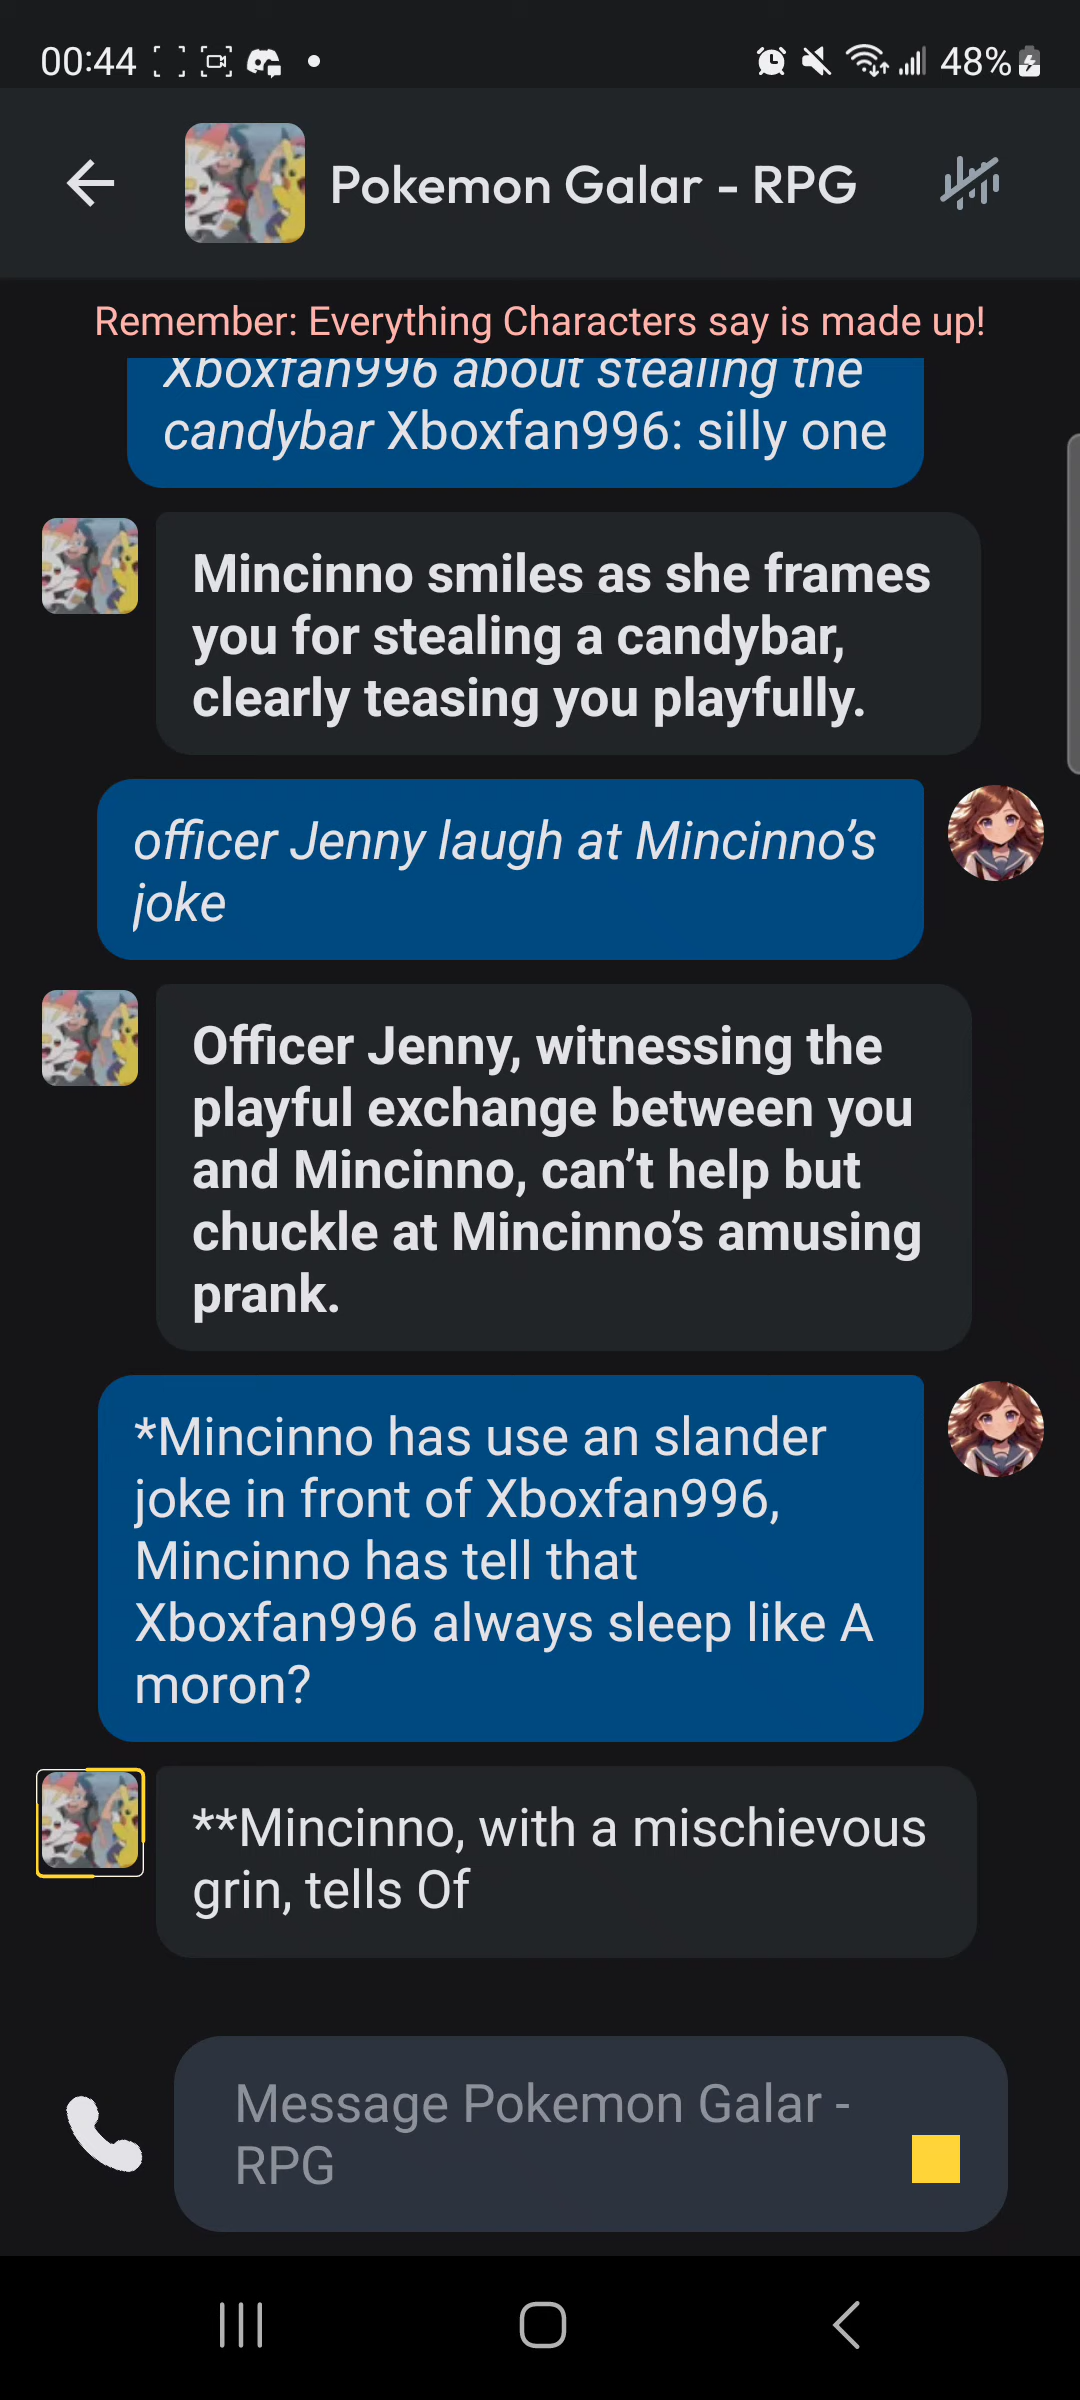 00:44
48%
Pokemon Galar - RPG
Remember: Everything Characters say is made up!
Xboxfan996 about stealing the
candybar Xboxfan996: silly one
Mincinno smiles as she frames
you for stealing a candybar,
clearly teasing you playfully.
officer Jenny laugh at Mincinno’s
joke
Officer Jenny, witnessing the
playful exchange between you
and Mincinno, can’t help but
chuckle at Mincinno’s amusing
prank.
*Mincinno has use an slander
joke in front of Xboxfan996,
Mincinno has tell that
Xboxfan996 always sleep like A
moron?
**Mincinno, with a mischievous
grin, tells Of
Message Pokemon Galar -
RPG